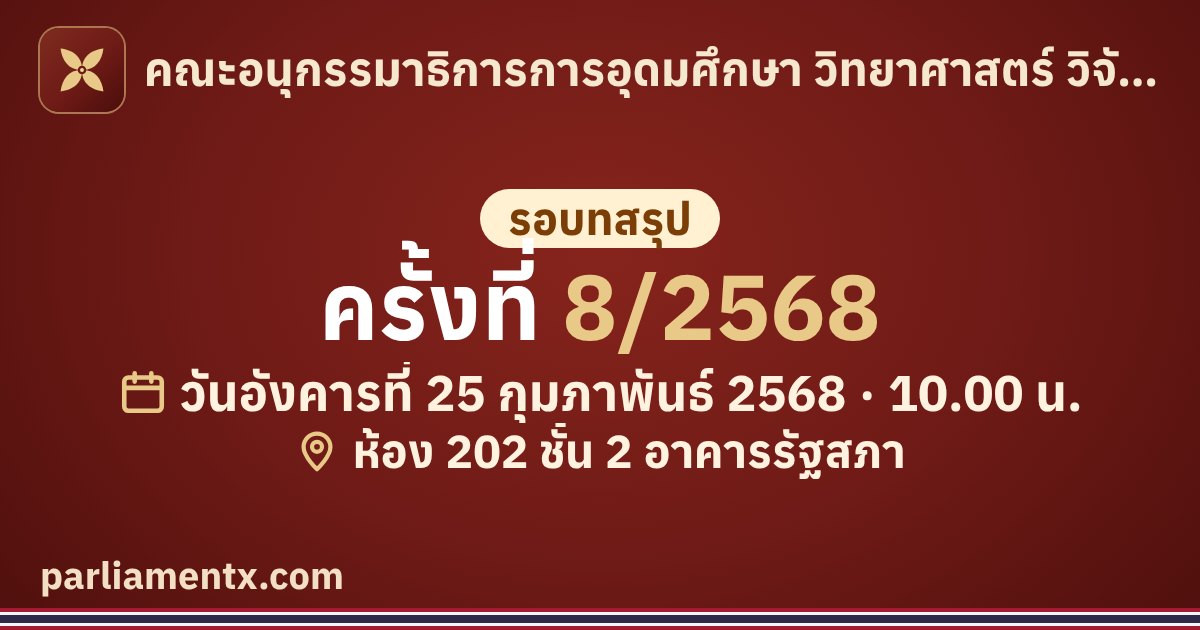 คณะอนุกรรมาธิการการอุดมศึกษา วิทยาศาสตร์ วิจั...
รอบทสรุป
ครั้งที่ 8/2568
วันอังคารที่ 25 กุมภาพันธ์ 2568 · 10.00 น.
ห้อง 202 ชั้น 2 อาคารรัฐสภา
parliamentx.com